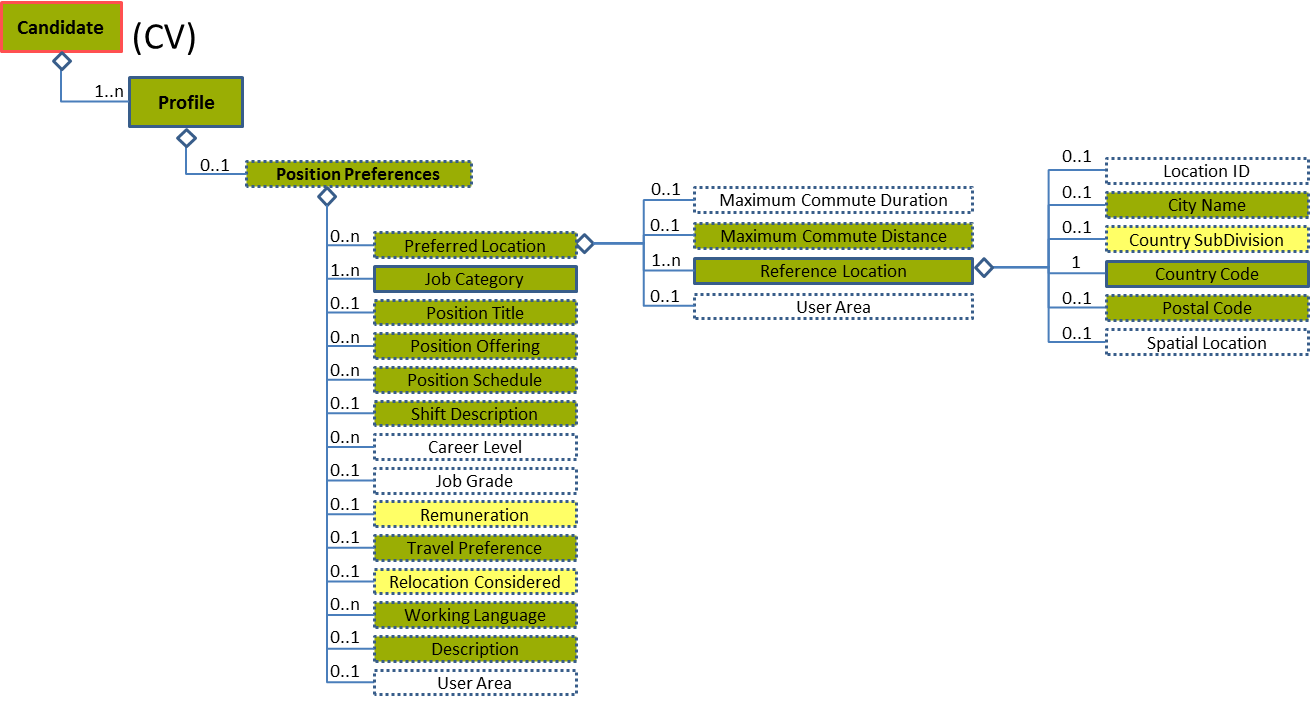 Candidate (CV)
1..n Profile
0..1 Position Preferences
0..n Preferred Location
1..n Job Category
0..1 Position Title
0..n Position Offering
0..n Position Schedule
0..1 Shift Description
0..n Career Level
0..1 Job Grade
0..1 Remuneration
0..1 Travel Preference
0..1 Relocation Considered
0..n Working Language
0..1 Description
0..1 User Area
0..1 Maximum Commute Duration
0..1 Maximum Commute Distance
1..n Reference Location
0..1 User Area
0..1 Location ID
0..1 City Name
0..1 Country SubDivision
1 Country Code
0..1 Postal Code
0..1 Spatial Location